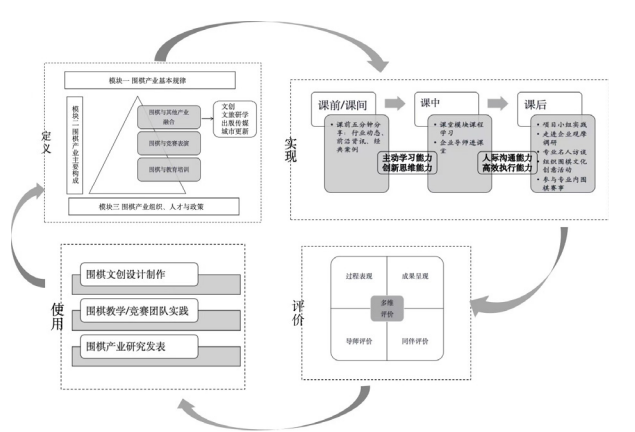 模块一 围棋产业基本规律
模块二 围棋产业主要构成
围棋与其他产业
融合
围棋与竞赛表演
围棋与教育培训
文创
文旅研学
出版传媒
城市更新
模块三 围棋产业组织、人才与政策
定义
课前/课间
课中
课后
• 课前五分钟分
享：行业动态、
前沿资讯、经
典案例
• 课堂模块课程
学习
• 企业导师进课
堂
• 项目小组实践
• 走进企业观摩
调研
• 专业名人访谈
• 组织围棋文化
创意活动
• 参与专业内围
棋赛事
主动学习能力
创新思维能力
人际沟通能力
高效执行能力
实现
围棋文创设计制作
围棋教学/竞赛团队实践
围棋产业研究发表
使用
评价
过程表现
成果呈现
多维
评价
导师评价
同伴评价